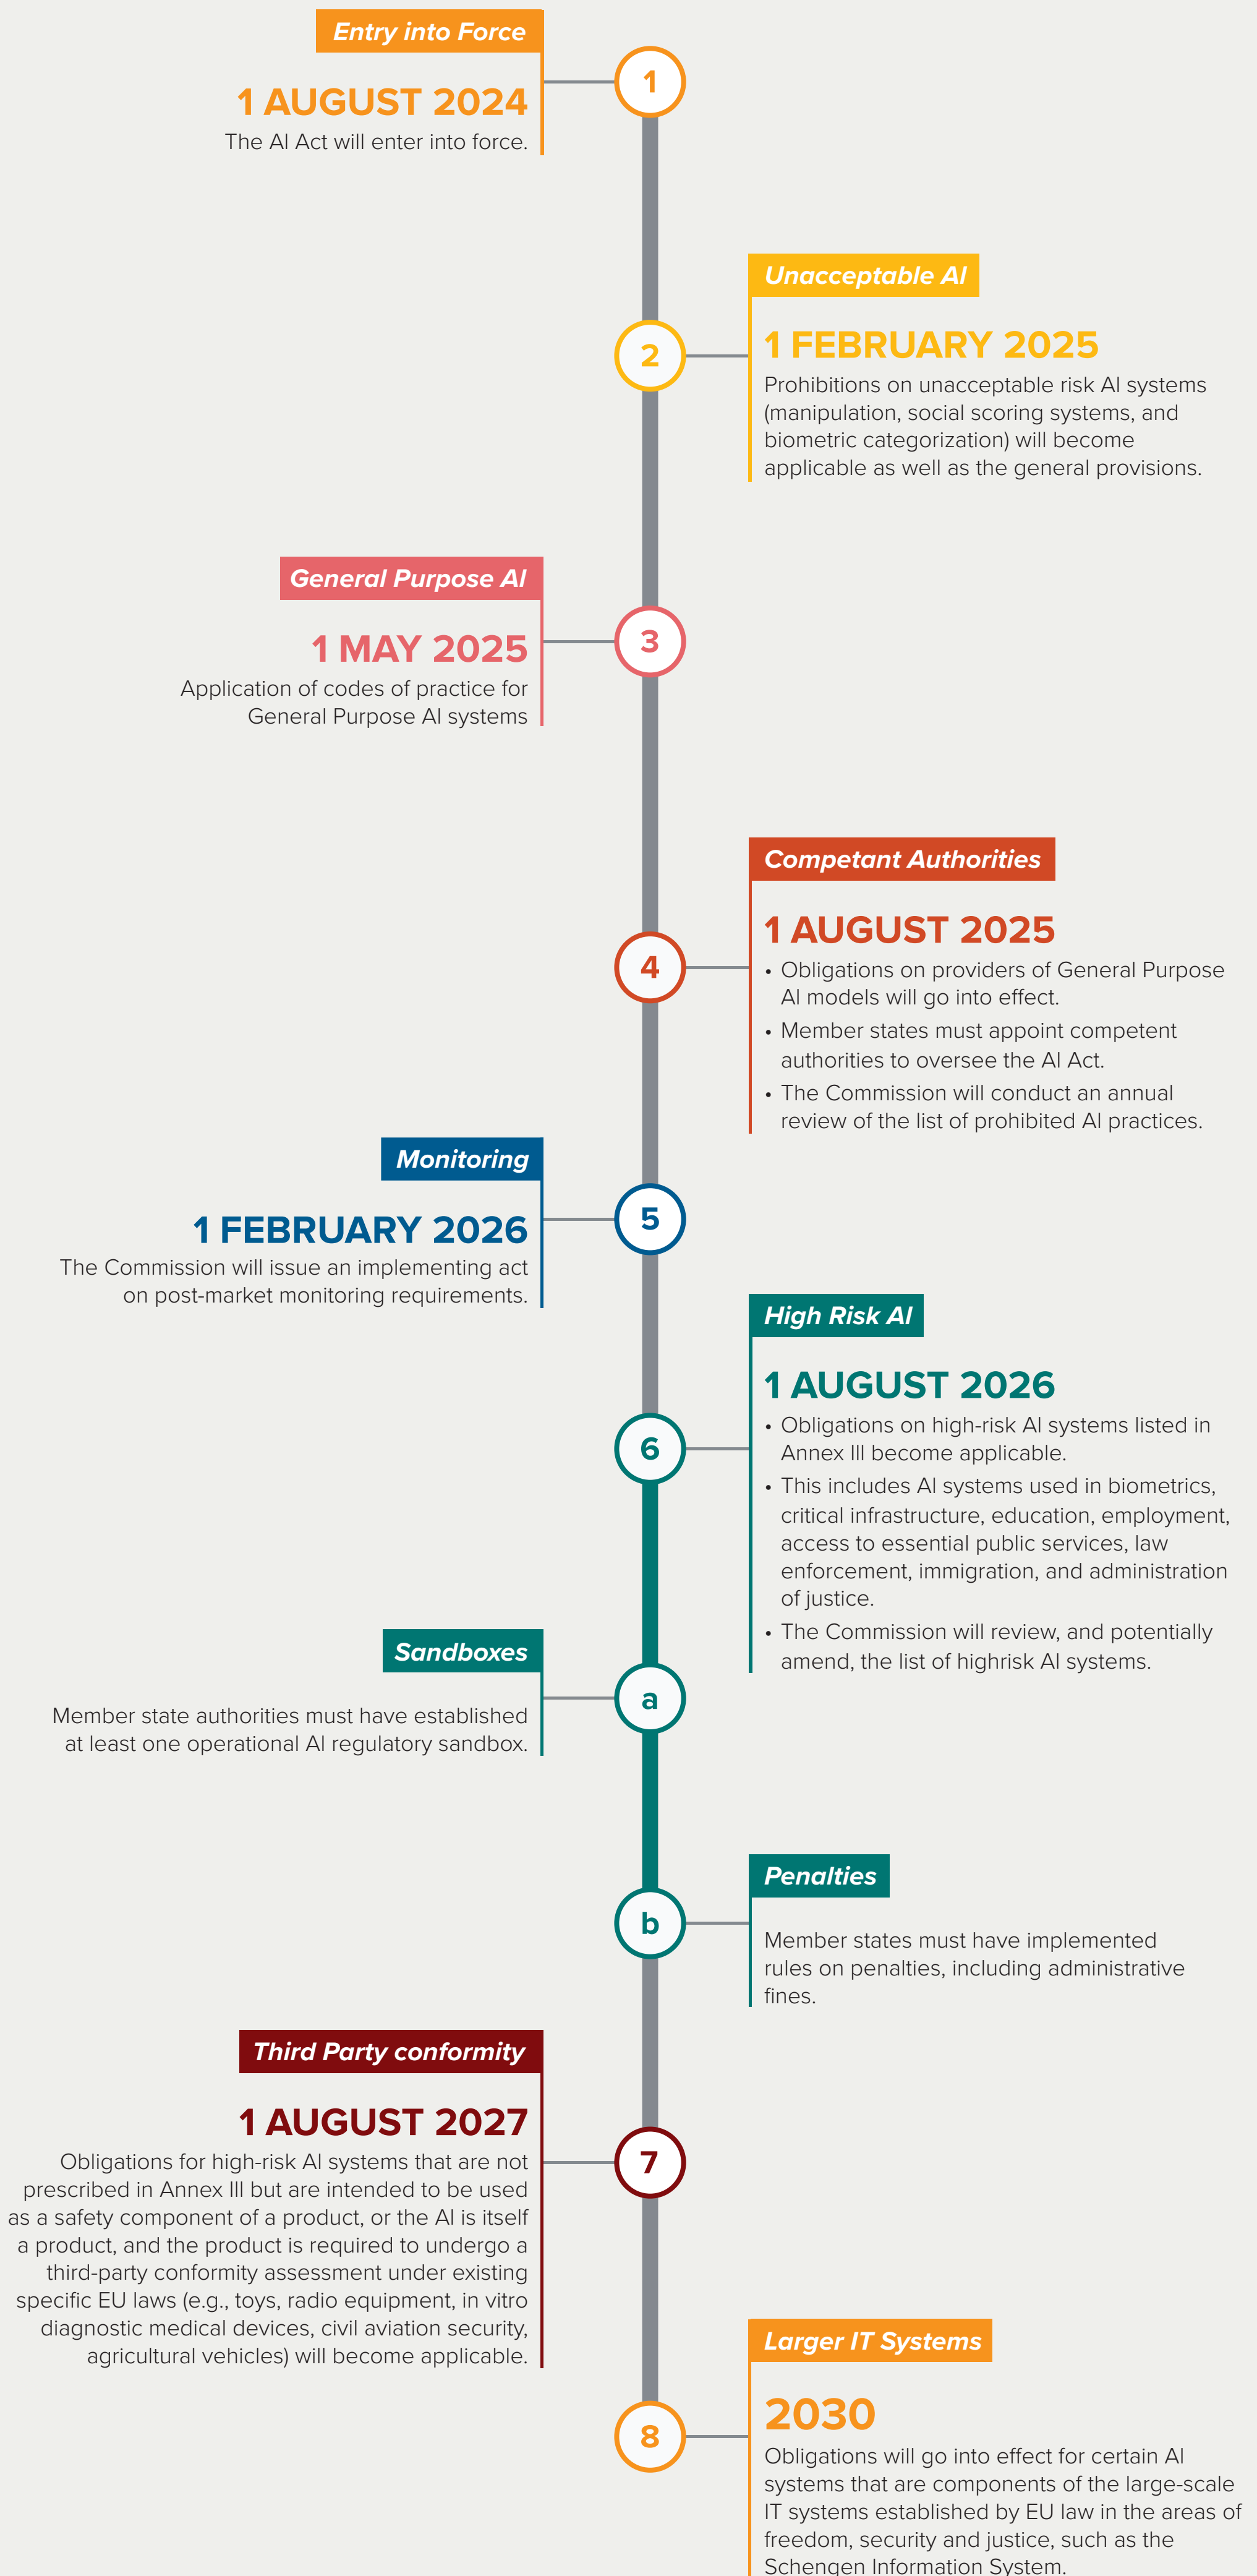 Entry into Force
1
1 AUGUST 2024
The AI Act will enter into force.
Unacceptable AI
2
1 FEBRUARY 2025
Prohibitions on unacceptable risk AI systems
(manipulation, social scoring systems, and
biometric categorization) will become
applicable as well as the general provisions.
General Purpose AI
3
1 MAY 2025
Application of codes of practice for
General Purpose AI systems
Competant Authorities
4
1 AUGUST 2025
• Obligations on providers of General Purpose
AI models will go into effect.
• Member states must appoint competent
authorities to oversee the AI Act.
• The Commission will conduct an annual
review of the list of prohibited AI practices.
Monitoring
5
1 FEBRUARY 2026
The Commission will issue an implementing act
on post-market monitoring requirements.
High Risk AI
6
1 AUGUST 2026
• Obligations on high-risk AI systems listed in
Annex III become applicable.
• This includes AI systems used in biometrics,
critical infrastructure, education, employment,
access to essential public services, law
enforcement, immigration, and administration
of justice.
• The Commission will review, and potentially
amend, the list of highrisk AI systems.
Sandboxes
a
Member state authorities must have established
at least one operational AI regulatory sandbox.
Penalties
b
Member states must have implemented
rules on penalties, including administrative
fines.
Third Party conformity
7
1 AUGUST 2027
Obligations for high-risk AI systems that are not
prescribed in Annex III but are intended to be used
as a safety component of a product, or the AI is itself
a product, and the product is required to undergo a
third-party conformity assessment under existing
specific EU laws (e.g., toys, radio equipment, in vitro
diagnostic medical devices, civil aviation security,
agricultural vehicles) will become applicable.
Larger IT Systems
8
2030
Obligations will go into effect for certain AI
systems that are components of the large-scale
IT systems established by EU law in the areas of
freedom, security and justice, such as the
Schengen Information System.